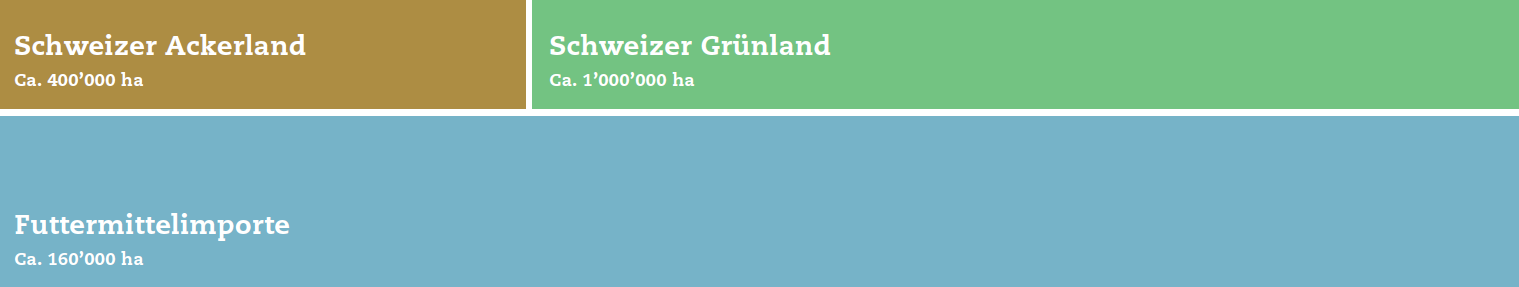 Schweizer Ackerland
Ca. 400’000 ha
Schweizer Grünland
Ca. 1’000’000 ha
Futtermittelimporte
Ca. 160’000 ha